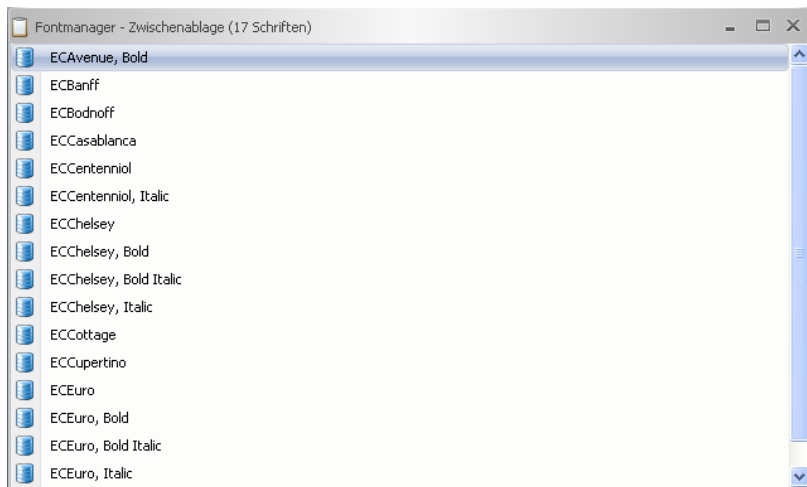 Fontmanager - Zwischenablage (17 Schriften)
ECAvenue, Bold
ECBanff
ECBodnoff
ECCasablanca
ECCentenniol
ECCentenniol, Italic
ECChelsey
ECChelsey, Bold
ECChelsey, Bold Italic
ECChelsey, Italic
ECCottage
ECCupertino
ECEuro
ECEuro, Bold
ECEuro, Bold Italic
ECEuro, Italic